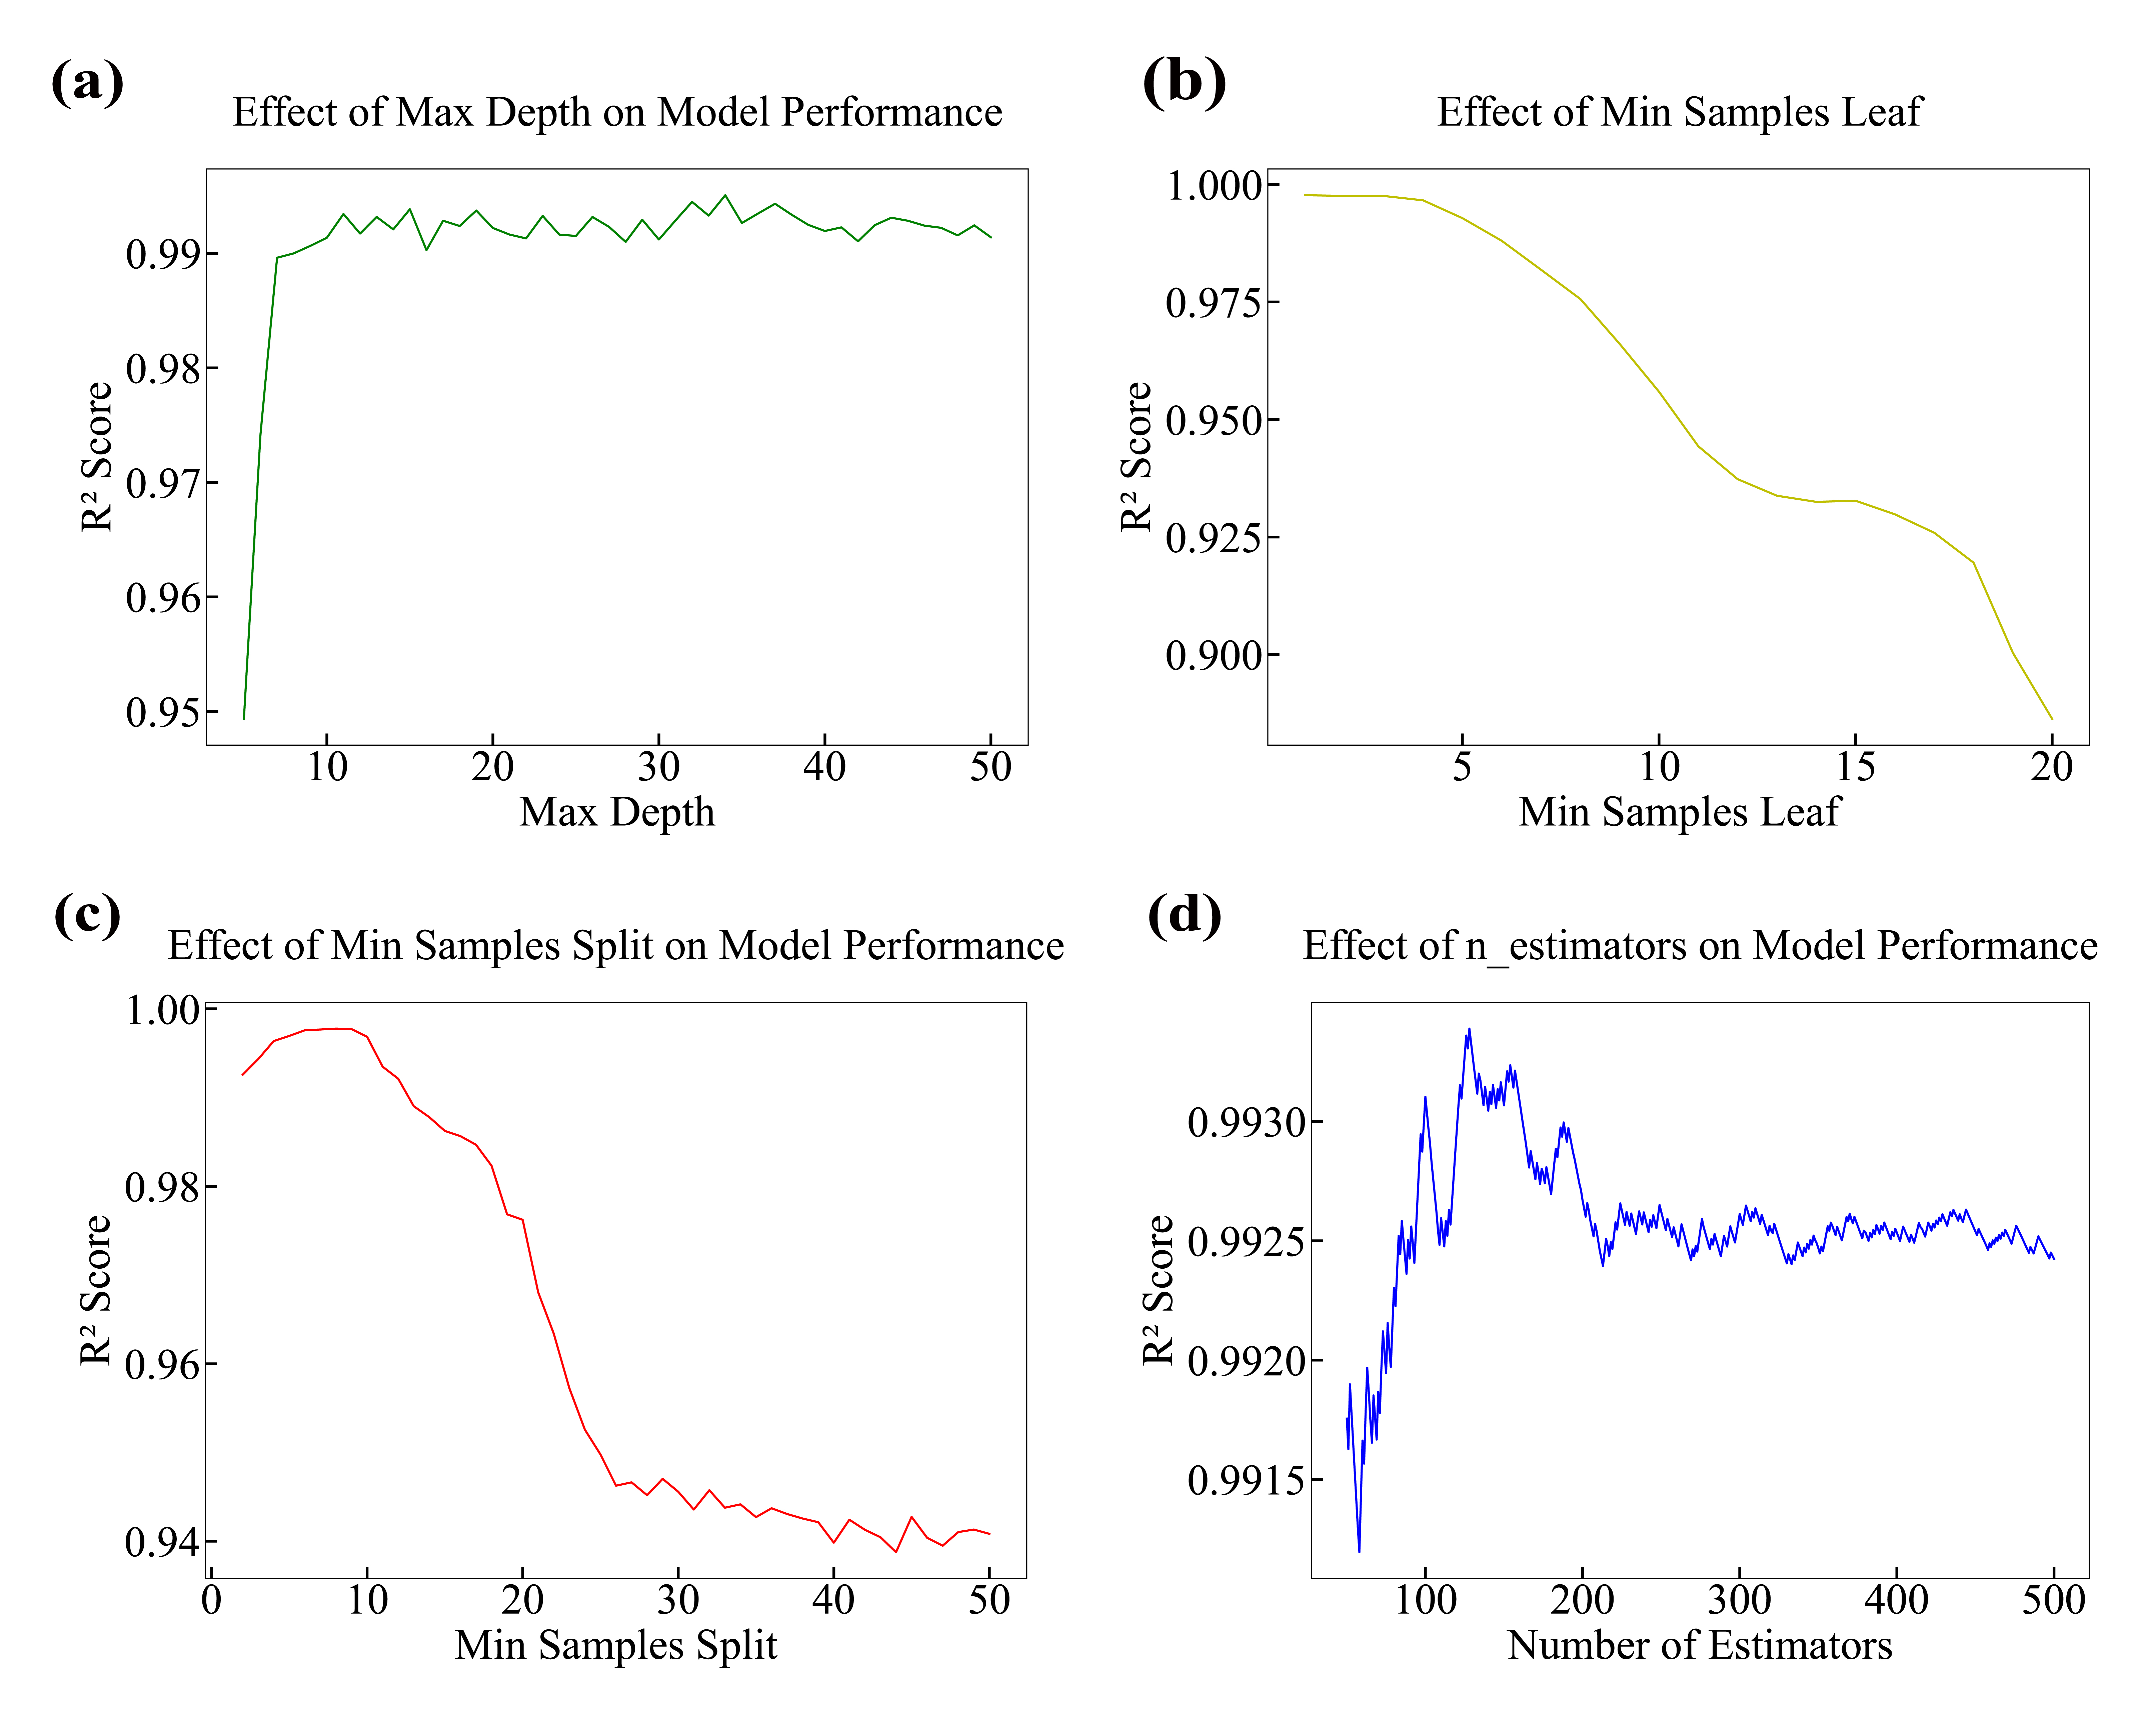 (a)
Effect of Max Depth on Model Performance
0.99
0.98
0.97
0.96
0.95
R² Score
10 20 30 40 50
Max Depth
(b)
Effect of Min Samples Leaf
1.000
0.975
0.950
0.925
0.900
R² Score
5 10 15 20
Min Samples Leaf
(c)
Effect of Min Samples Split on Model Performance
1.00
0.98
0.96
0.94
R² Score
0 10 20 30 40 50
Min Samples Split
(d)
Effect of n_estimators on Model Performance
0.9930
0.9925
0.9920
0.9915
R² Score
100 200 300 400 500
Number of Estimators